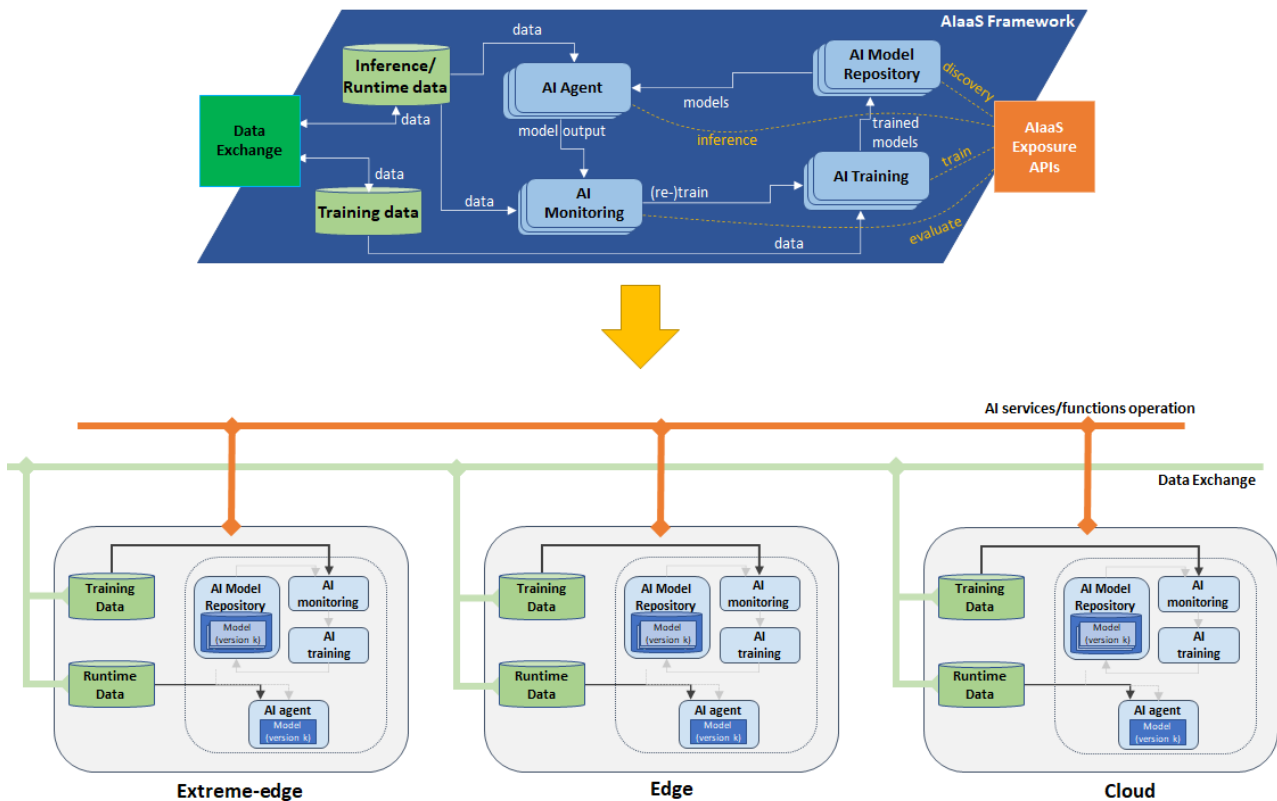 AIaaS Framework
data
Inference/
Runtime data
AI Agent
AI Model
Repository
discovery
models
data
Data
Exchange
model output
inference
trained
models
AIaaS
Exposure
APIs
data
train
Training data
data
AI
Monitoring
(re-)train
AI Training
evaluate
data
AI services/functions operation
Data Exchange
Training
Data
AI Model
Repository
Model
(version k)
AI
monitoring
AI
training
Runtime
Data
AI agent
Model
(version k)
Extreme-edge
Training
Data
AI Model
Repository
Model
(version k)
AI
monitoring
AI
training
Runtime
Data
AI agent
Model
(version k)
Edge
Training
Data
AI Model
Repository
Model
(version k)
AI
monitoring
AI
training
Runtime
Data
AI agent
Model
(version k)
Cloud